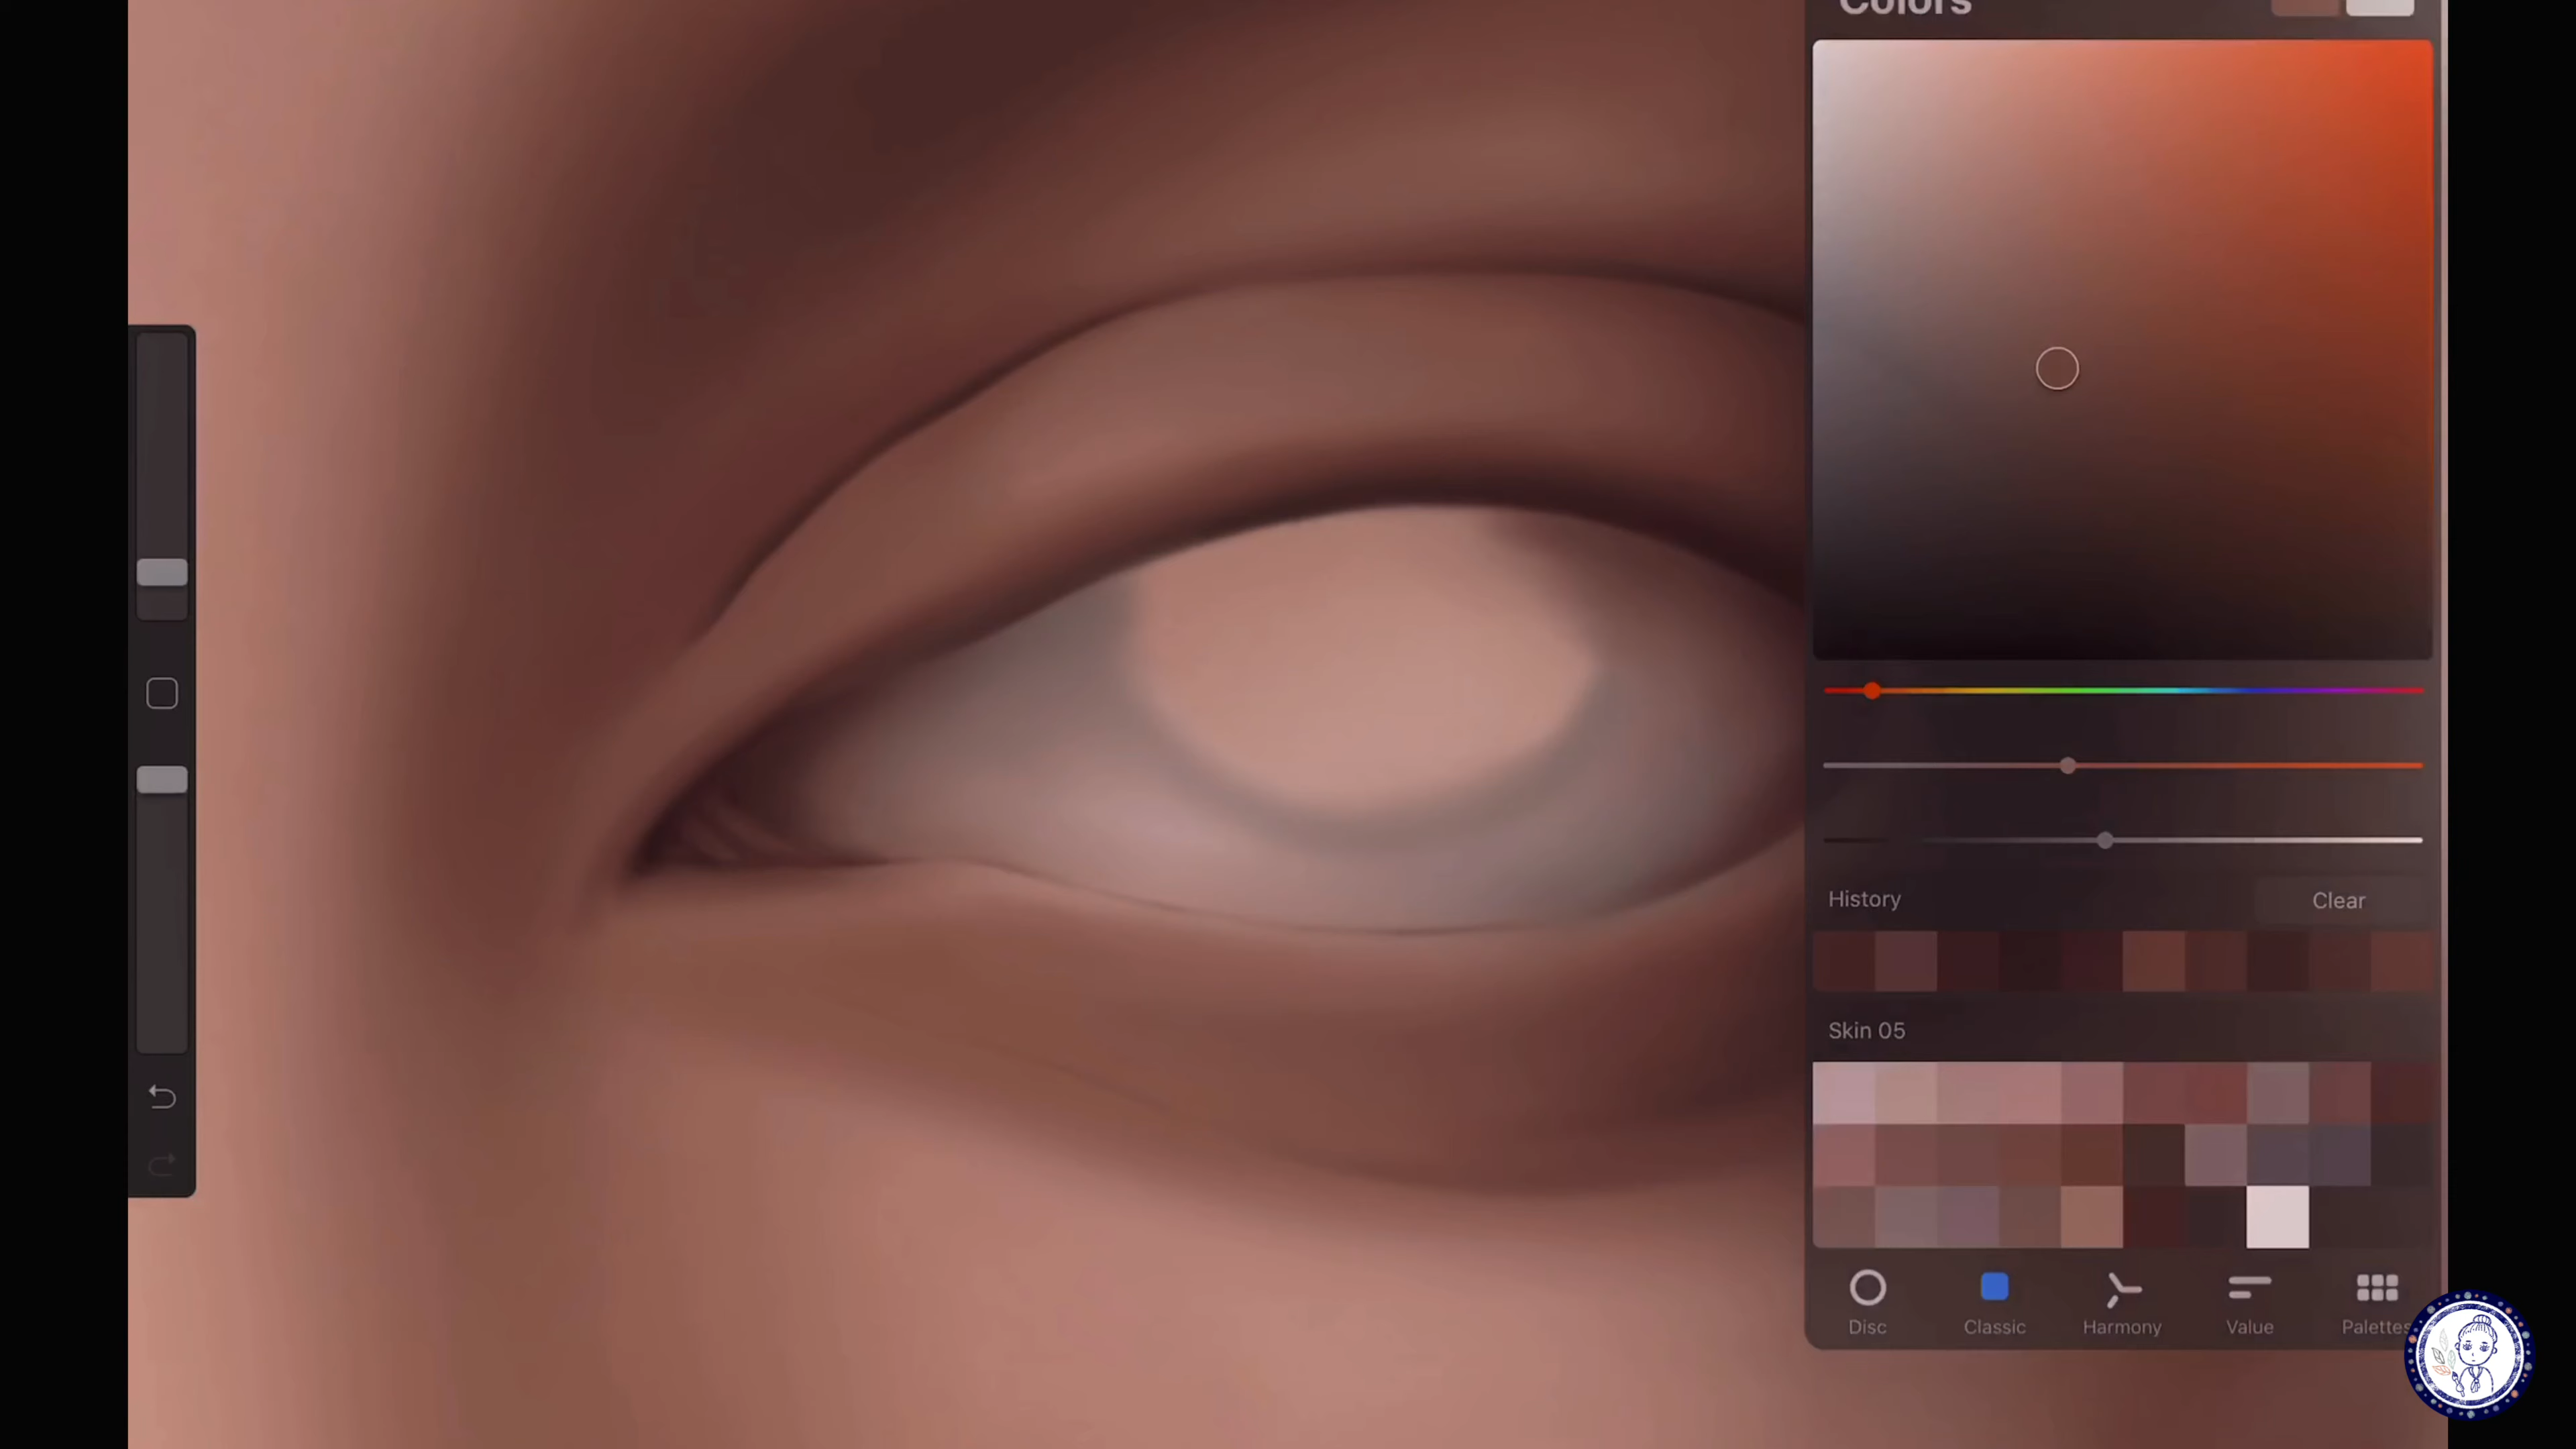 Colors
History
Clear
Skin 05
Disc
Classic
Harmony
Value
Palettes